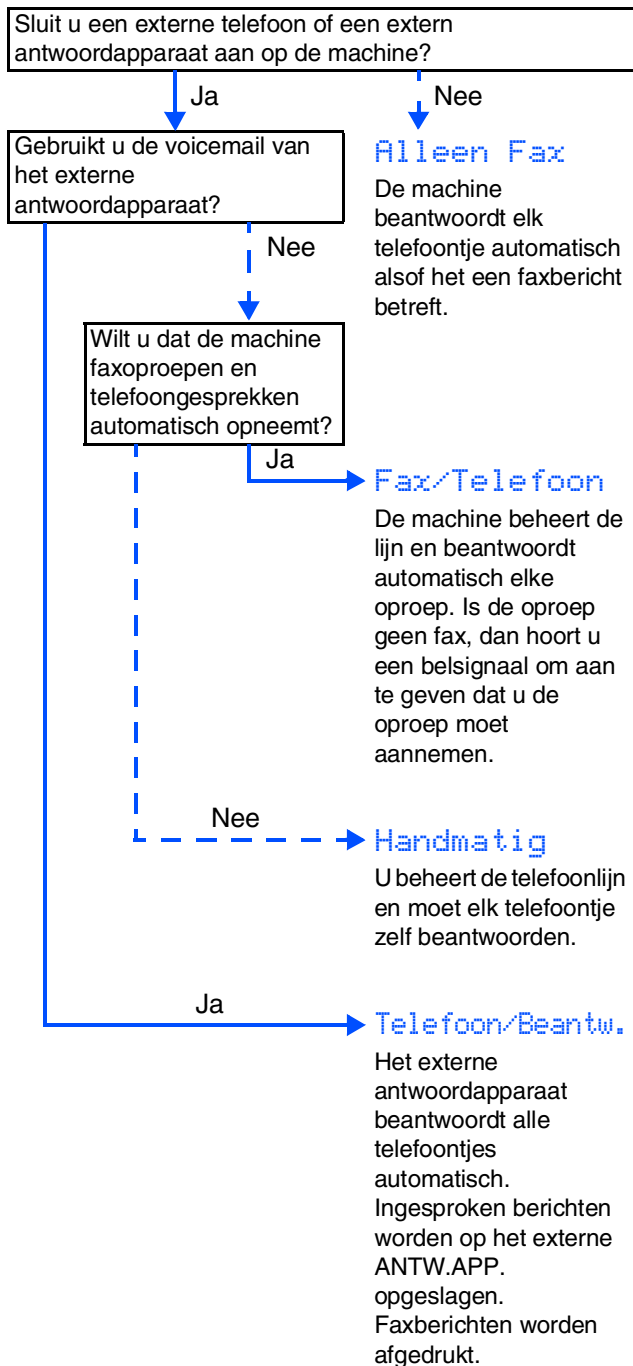 Sluit u een externe telefoon of een extern
antwoordapparaat aan op de machine?
Ja
Nee
Gebruikt u de voicemail van
het externe
antwoordapparaat?
Alleen Fax
De machine
beantwoordt elk
telefoontje automatisch
alsof het een faxbericht
betreft.
Nee
Wilt u dat de machine
faxoproepen en
telefoongesprekken
automatisch opneemt?
Ja
Fax/Telefoon
De machine beheert de
lijn en beantwoordt
automatisch elke
oproep. Is de oproep
geen fax, dan hoort u
een belsignaal om aan
te geven dat u de
oproep moet
aannemen.
Nee
Handmatig
U beheert de telefoonlijn
en moet elk telefoontje
zelf beantwoorden.
Ja
Telefoon/Beantw.
Het externe
antwoordapparaat
beantwoordt alle
telefoontjes
automatisch.
Ingesproken berichten
worden op het externe
ANTW.APP.
opgeslagen.
Faxberichten worden
afgedrukt.